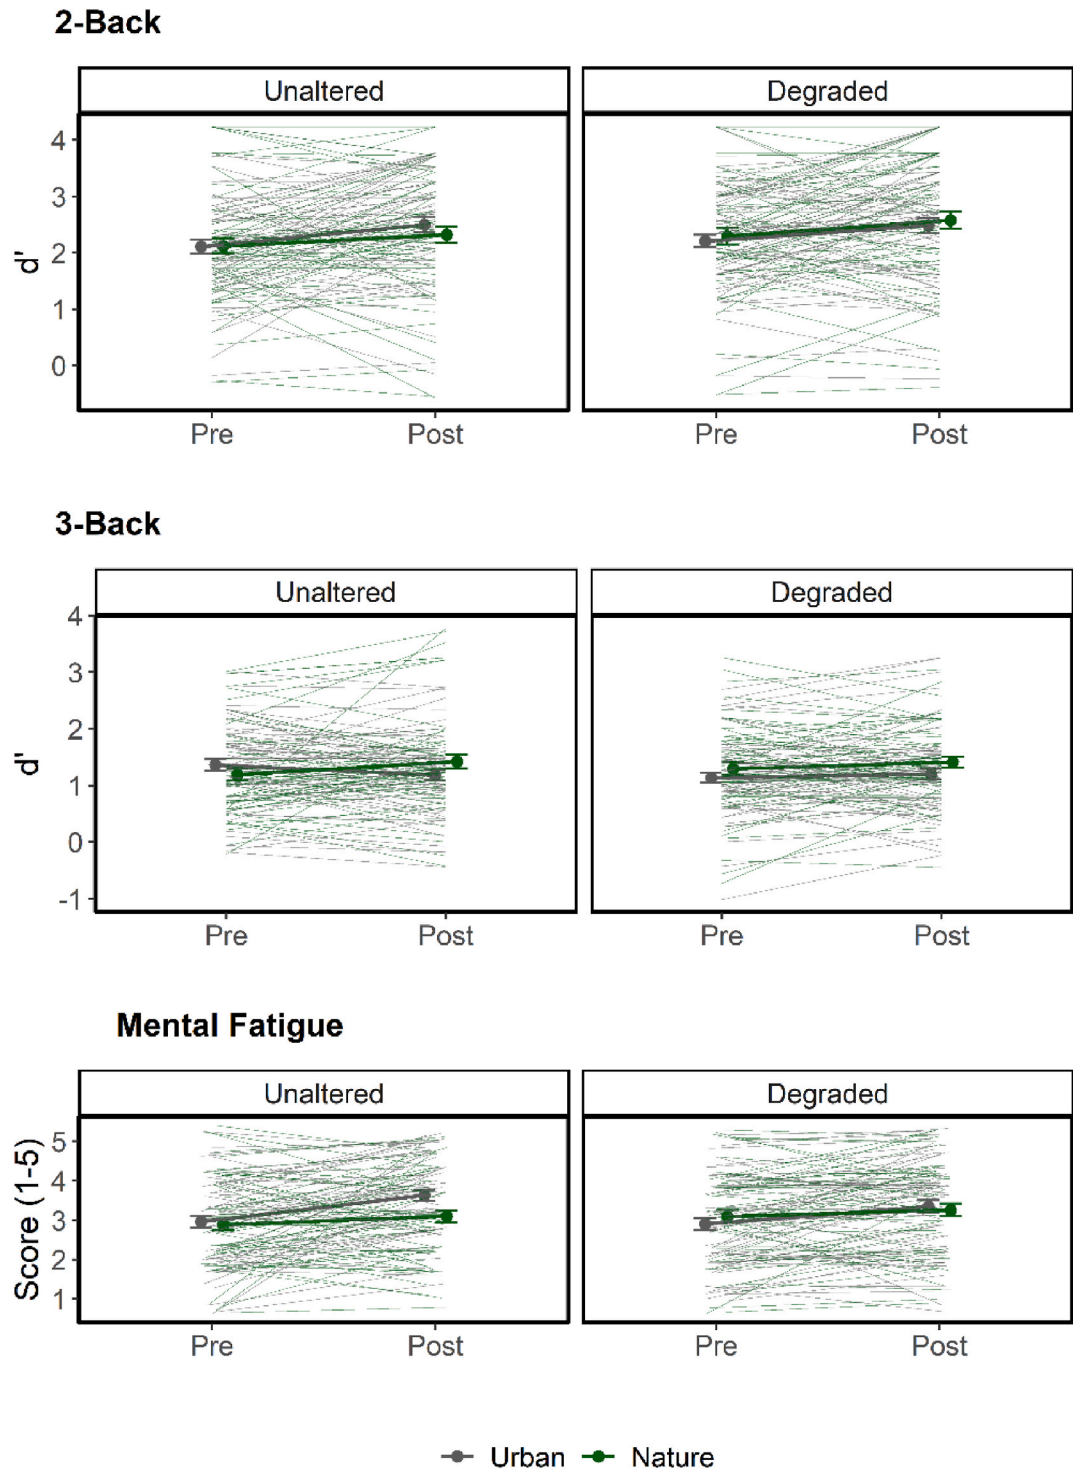 2-Back
Unaltered Degraded
d'
4
3
2
1
0
Pre Post Pre Post
3-Back
Unaltered Degraded
d'
4
3
2
1
0
-1
Pre Post Pre Post
Mental Fatigue
Unaltered Degraded
Score (1-5)
5
4
3
2
1
Pre Post Pre Post
Urban Nature